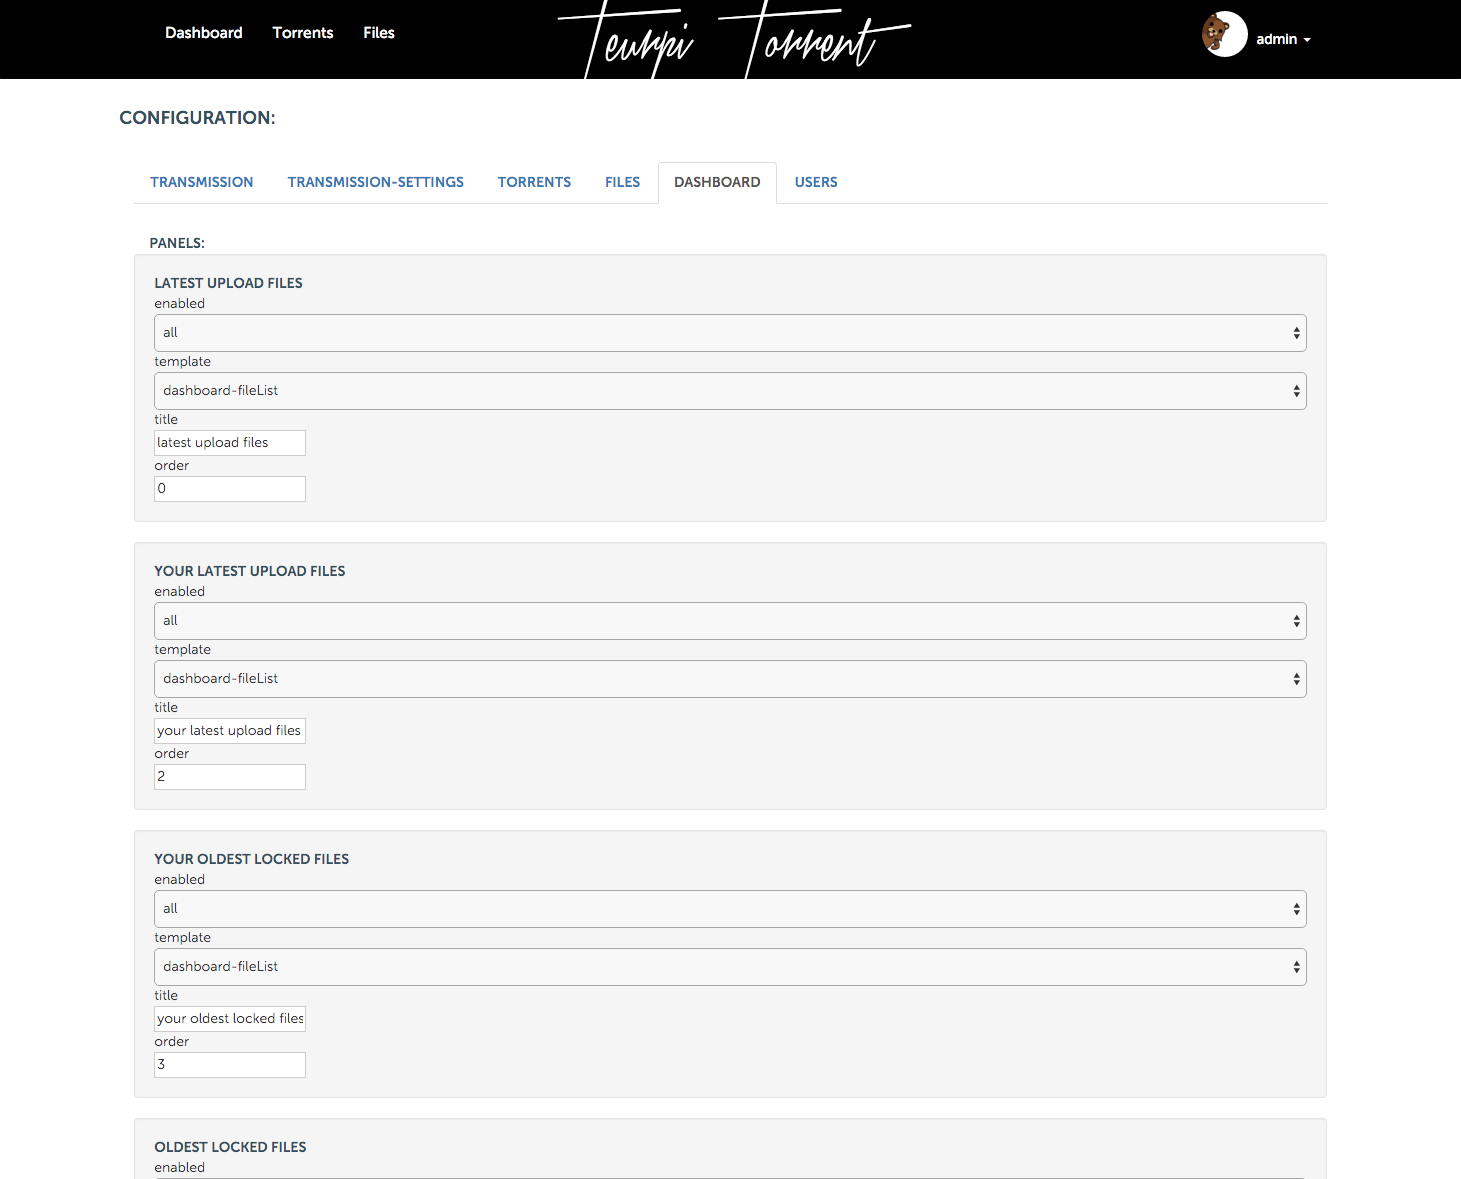 Dashboard Torrents Files
Teurpi Torrent
admin
CONFIGURATION:
TRANSMISSION TRANSMISSION-SETTINGS TORRENTS FILES DASHBOARD USERS
PANELS:
LATEST UPLOAD FILES
enabled
all
template
dashboard-fileList
title
latest upload files
order
0
YOUR LATEST UPLOAD FILES
enabled
all
template
dashboard-fileList
title
your latest upload files
order
2
YOUR OLDEST LOCKED FILES
enabled
all
template
dashboard-fileList
title
your oldest locked files
order
3
OLDEST LOCKED FILES
enabled